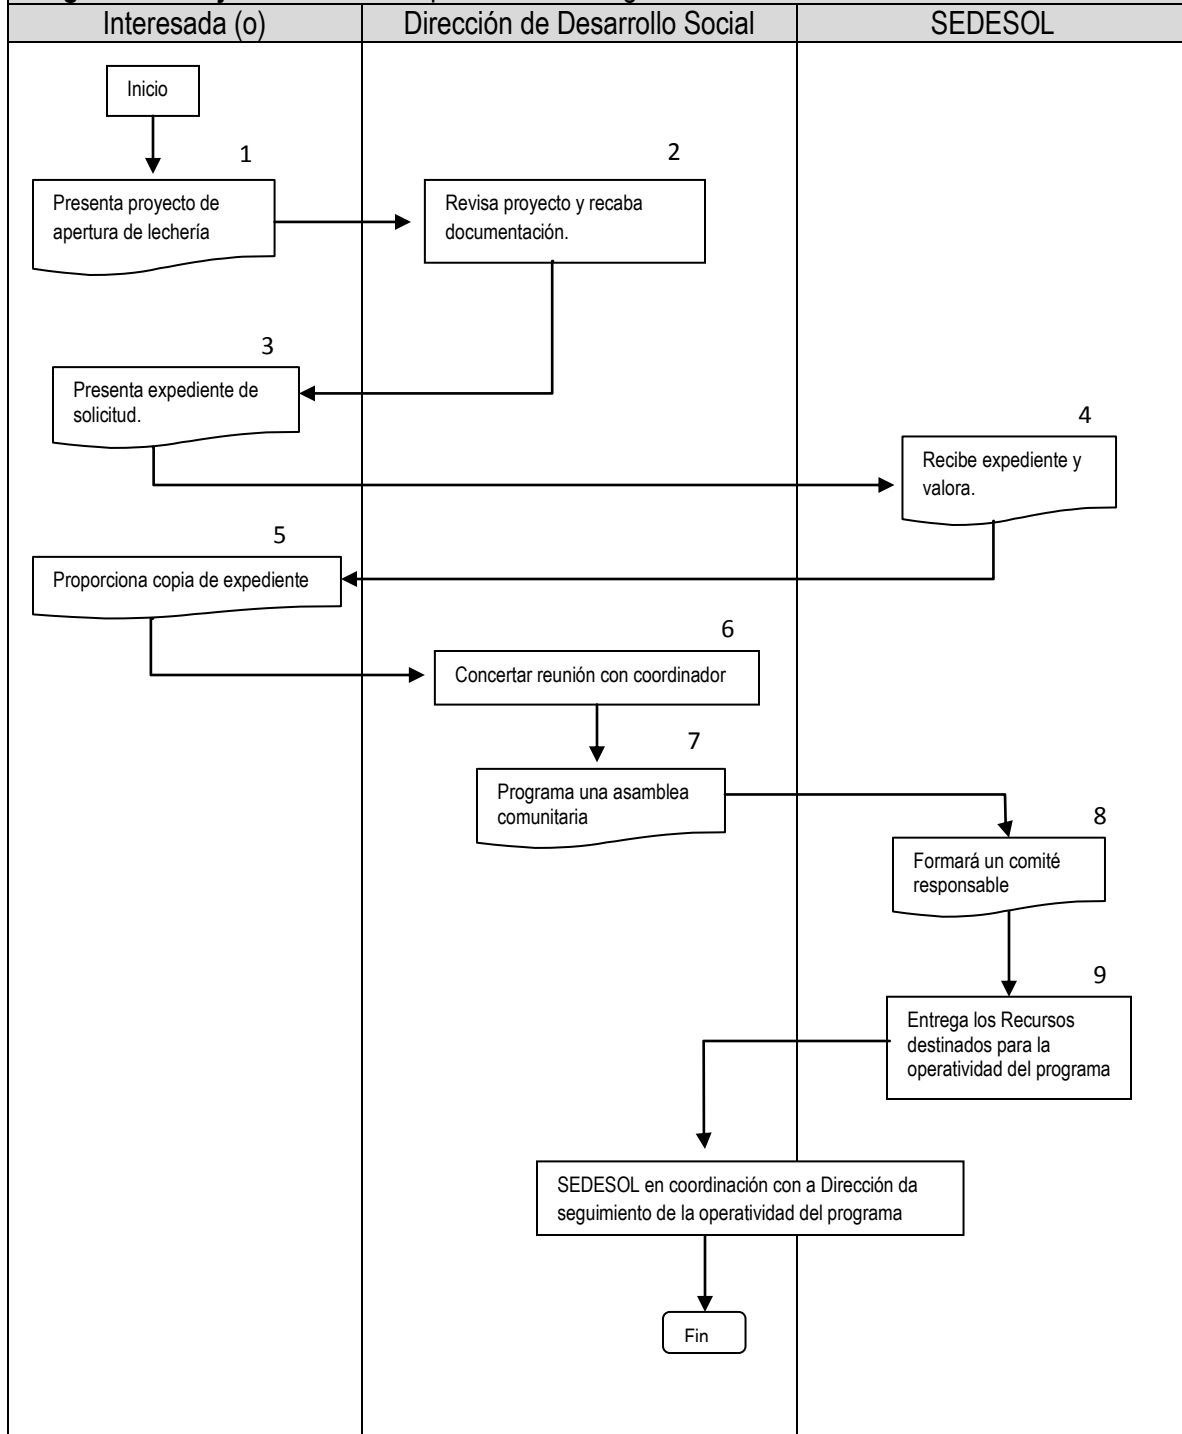 Interesada (o)
Dirección de Desarrollo Social
SEDESOL
Inicio
1
Presenta proyecto de
apertura de lechería
2
Revisa proyecto y recaba
documentación.
3
Presenta expediente de
solicitud.
4
Recibe expediente y
valora.
5
Proporciona copia de expediente
6
Concertar reunión con coordinador
7
Programa una asamblea
comunitaria
8
Formará un comité
responsable
9
Entrega los Recursos
destinados para la
operatividad del programa
SEDESOL en coordinación con a Dirección da
seguimiento de la operatividad del programa
Fin